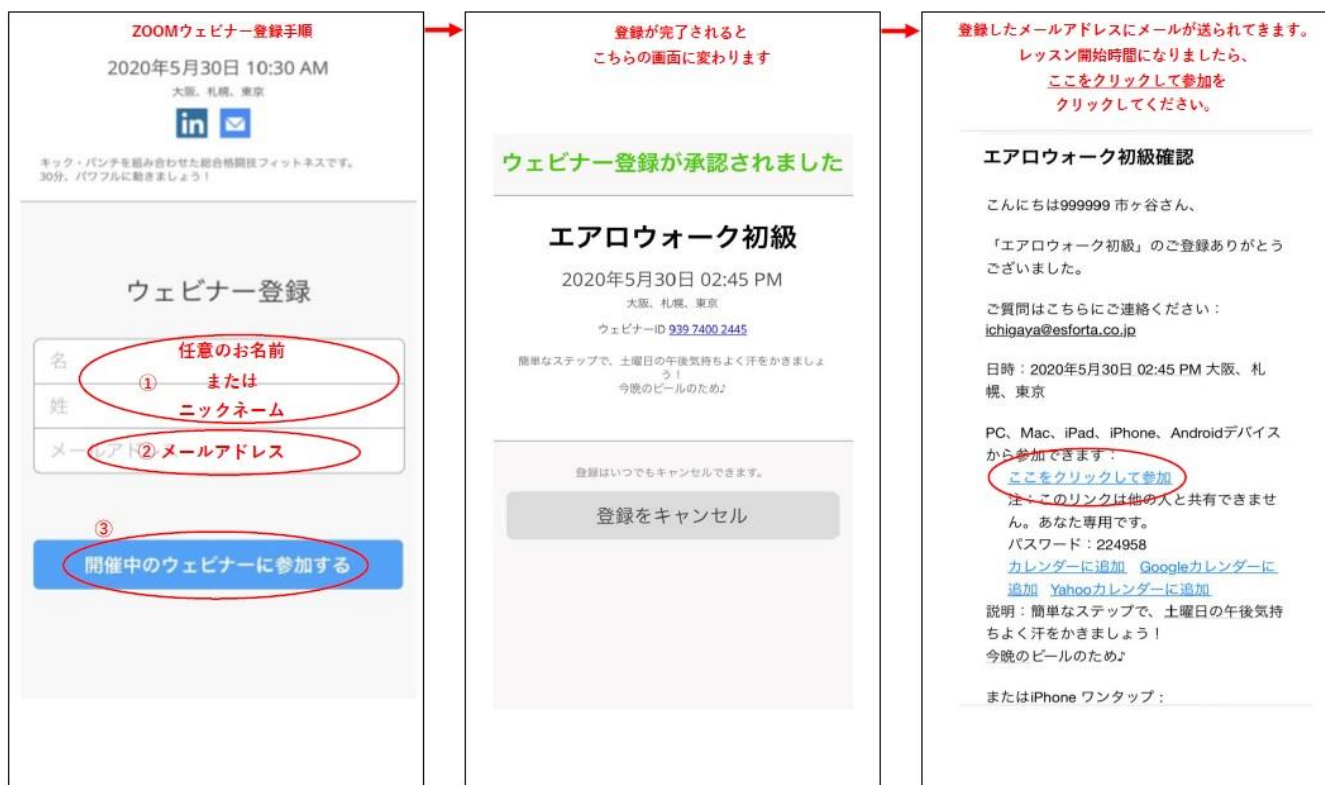 ZOOMウェビナー登録手順
2020年5月30日 10:30 AM
大阪、札幌、東京
in
キック・パンチを組み合わせた総合格闘技フィットネスです。
30分、パワフルに動きましょう！
ウェビナー登録
名
姓
①
任意のお名前
または
ニックネーム
メールアドレス
②メールアドレス
③
開催中のウェビナーに参加する
登録が完了されると
こちらの画面に変わります
ウェビナー登録が承認されました
エアロウォーク初級
2020年5月30日 02:45 PM
大阪、札幌、東京
ウェビナーID 939 7400 2445
簡単なステップで、土曜日の午後気持ちよく汗をかきましょ
う！
今晩のビールのため♪
登録はいつでもキャンセルできます。
登録をキャンセル
登録したメールアドレスにメールが送られてきます。
レッスン開始時間になりましたら、
ここをクリックして参加を
クリックしてください。
エアロウォーク初級確認
こんにちは999999 市ヶ谷さん、
「エアロウォーク初級」のご登録ありがとう
ございました。
ご質問はこちらにご連絡ください：
ichigaya@esforta.co.jp
日時：2020年5月30日 02:45 PM 大阪、札
幌、東京
PC、Mac、iPad、iPhone、Androidデバイス
から参加できます：
ここをクリックして参加
注：このリンクは他の人と共有できませ
ん。あなた専用です。
パスワード：224958
カレンダーに追加 Googleカレンダーに
追加 Yahooカレンダーに追加
説明：簡単なステップで、土曜日の午後気持
ちよく汗をかきましょう！
今晩のビールのため♪
またはiPhone ワンタップ：